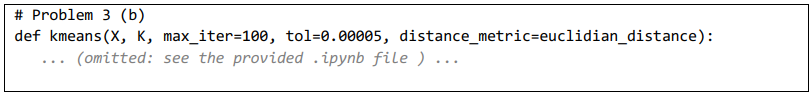 # Problem 3 (b)
def kmeans(X, K, max_iter=100, tol=0.00005, distance_metric=euclidian_distance):
... (omitted: see the provided .ipynb file ) ...